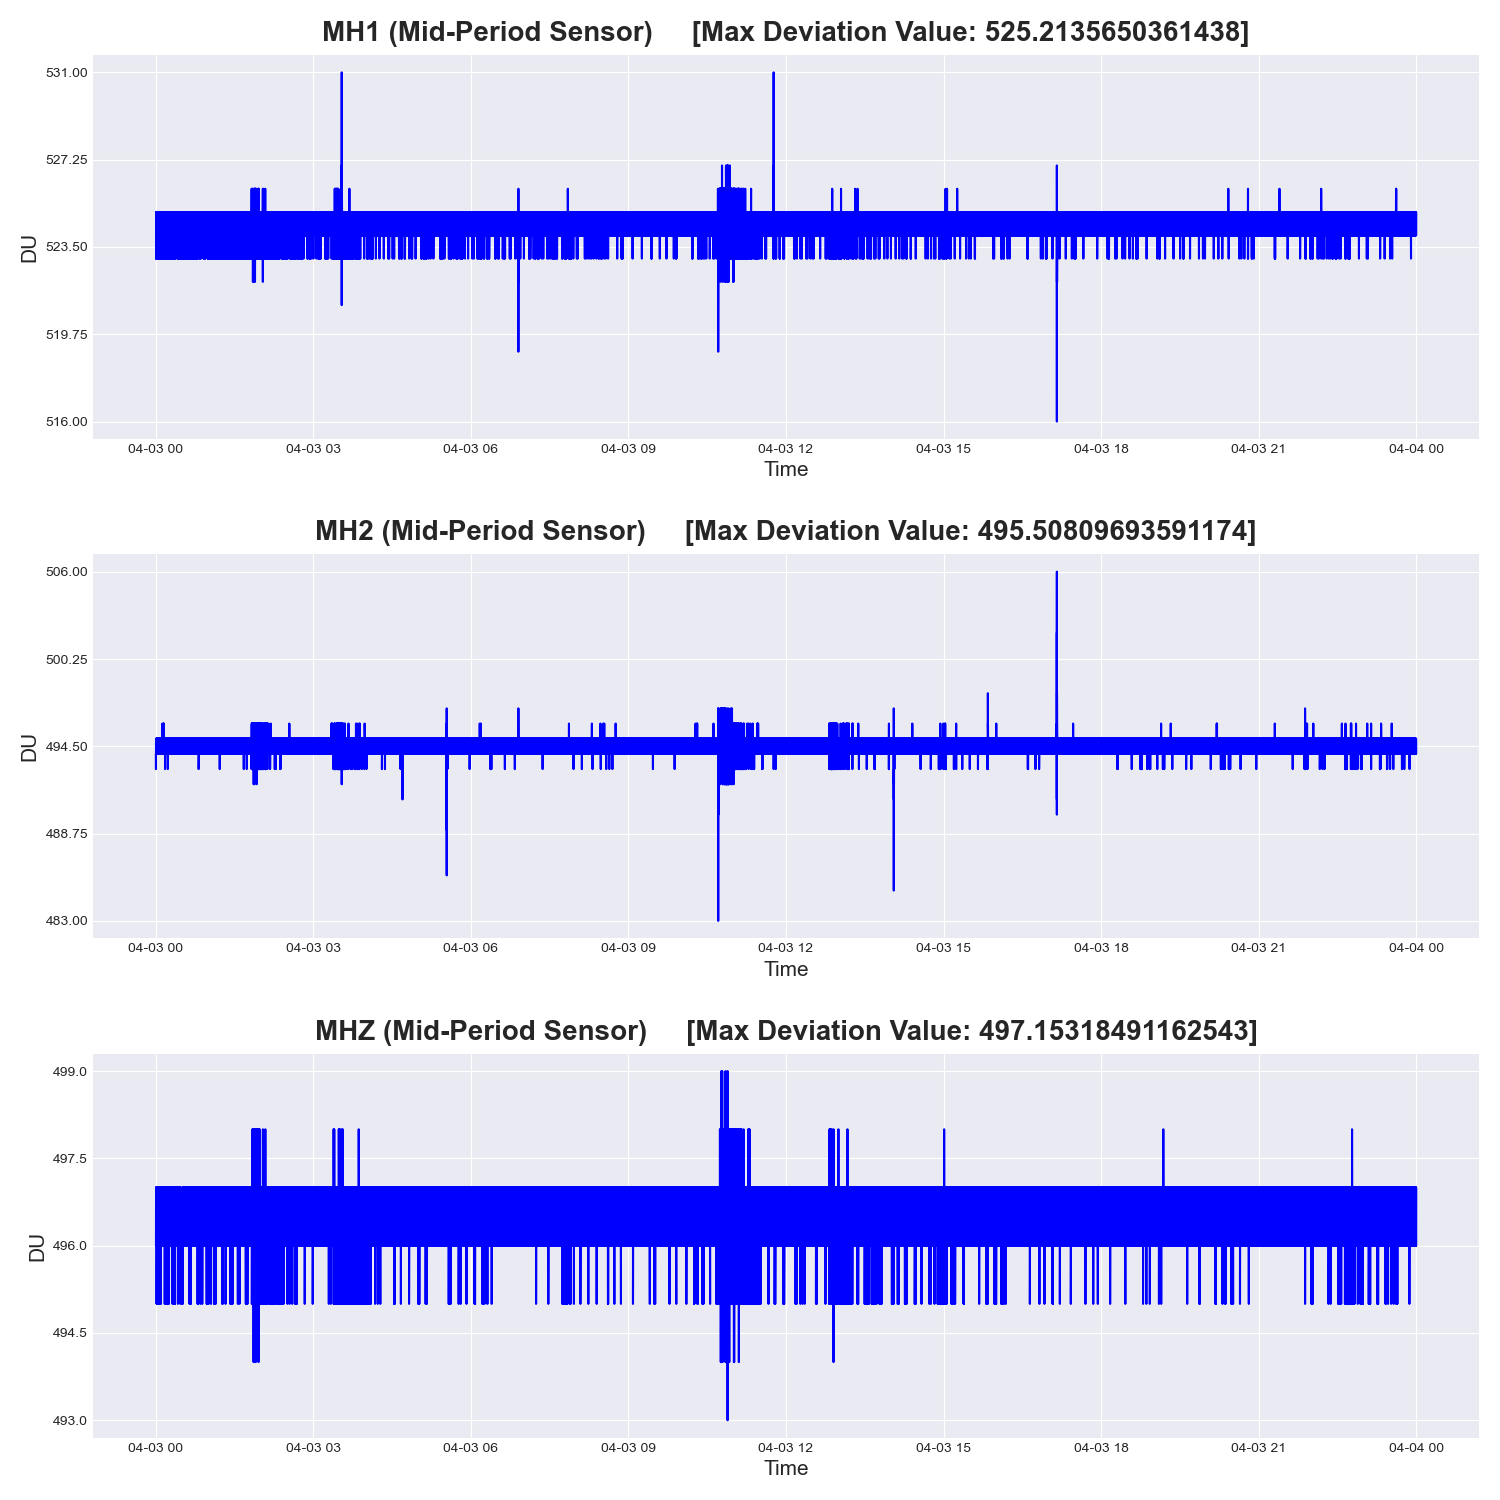 MH1 (Mid-Period Sensor) [Max Deviation Value: 525.2135650361438]
531.00
527.25
523.50
519.75
516.00
DU
04-03 00 04-03 03 04-03 06 04-03 09 04-03 12 04-03 15 04-03 18 04-03 21 04-04 00
Time
MH2 (Mid-Period Sensor) [Max Deviation Value: 495.50809693591174]
506.00
500.25
494.50
488.75
483.00
DU
04-03 00 04-03 03 04-03 06 04-03 09 04-03 12 04-03 15 04-03 18 04-03 21 04-04 00
Time
MHZ (Mid-Period Sensor) [Max Deviation Value: 497.15318491162543]
499.0
497.5
496.0
494.5
493.0
DU
04-03 00 04-03 03 04-03 06 04-03 09 04-03 12 04-03 15 04-03 18 04-03 21 04-04 00
Time